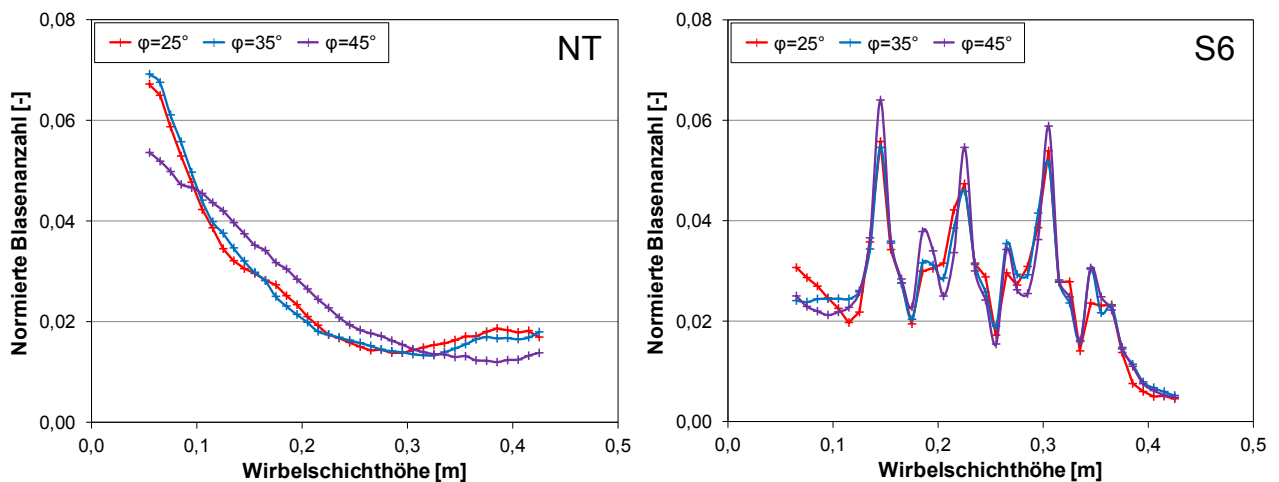 0,08
0,06
0,04
0,02
0,00
Normierte Blasenanzahl [-]
φ=25° φ=35° φ=45°
NT
0,0 0,1 0,2 0,3 0,4 0,5
Wirbelschichthöhe [m]
0,08
0,06
0,04
0,02
0,00
Normierte Blasenanzahl [-]
φ=25° φ=35° φ=45°
S6
0,0 0,1 0,2 0,3 0,4 0,5
Wirbelschichthöhe [m]